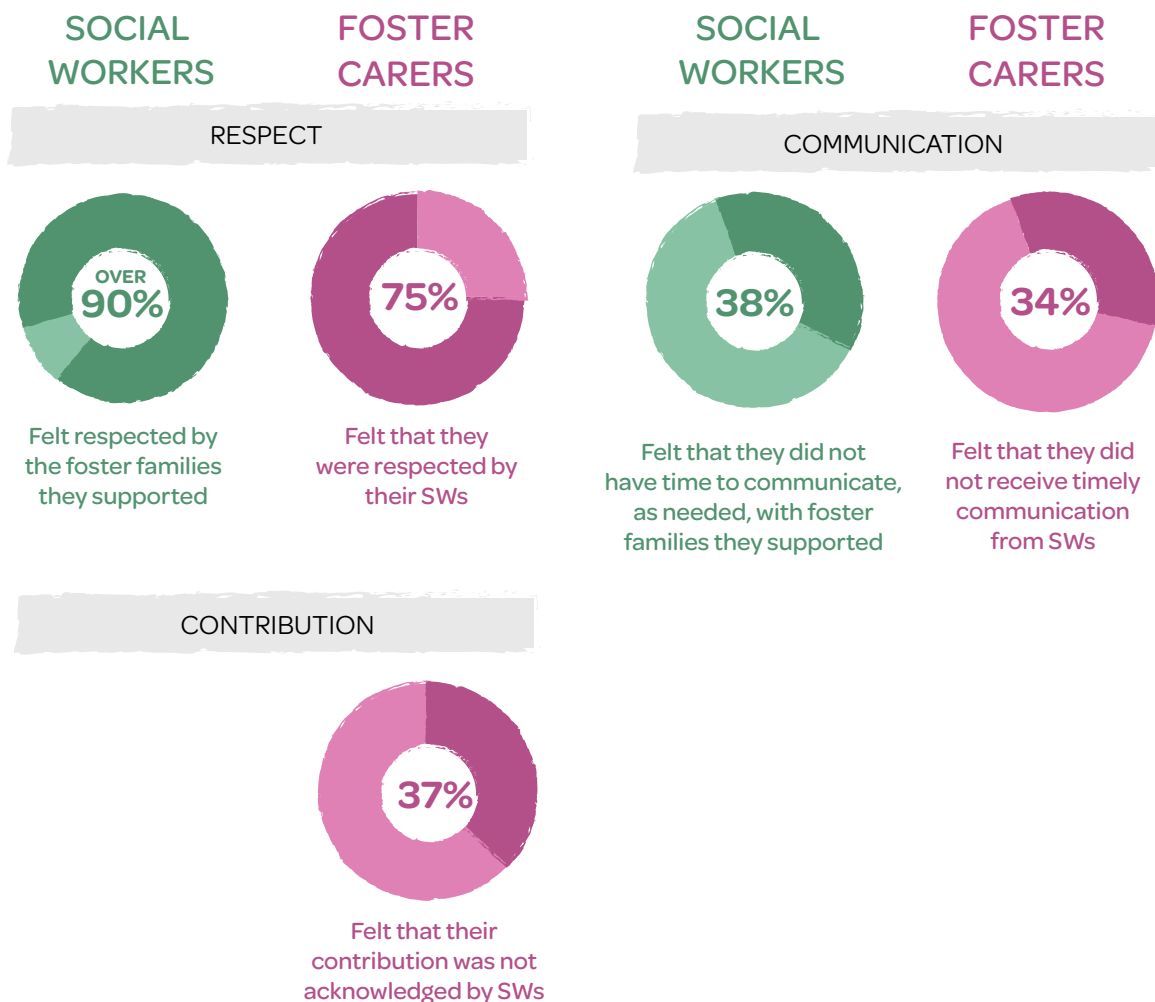 SOCIAL
WORKERS
FOSTER
CARERS
RESPECT
OVER
90%
Felt respected by
the foster families
they supported
75%
Felt that they
were respected by
their SWs
SOCIAL
WORKERS
FOSTER
CARERS
COMMUNICATION
38%
Felt that they did not
have time to communicate,
as needed, with foster
families they supported
34%
Felt that they did
not receive timely
communication
from SWs
CONTRIBUTION
37%
Felt that their
contribution was not
acknowledged by SWs